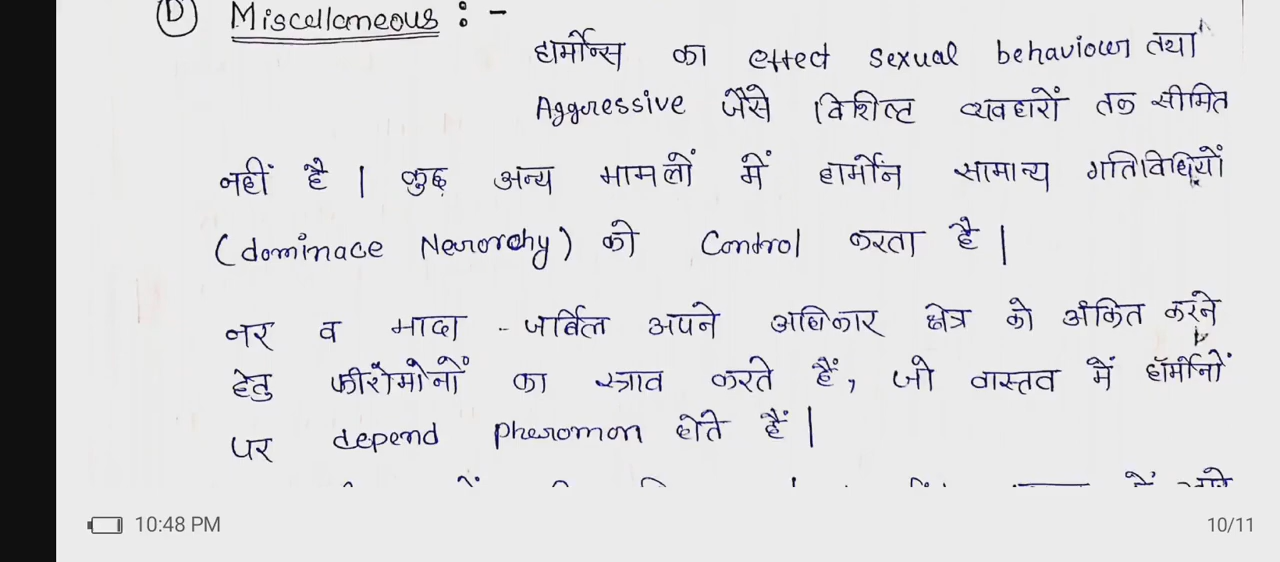 (D) Miscellaneous : -
हार्मोन्स का effect sexual behaviour तथा
Aggressive जैसे विशिष्ट व्यवहारों तक सीमित
नहीं है | कुछ अन्य मामलों में हार्मोन सामान्य गतिविधियों
(dominace Nerorchy) को Control करता है |
नर व मादा - जर्बिल अपने अधिकार क्षेत्र को अंकित करने
हेतु फीरोमोनों का स्त्राव करते हैं, जो वास्तव में हॉर्मोनों
पर depend pheromon होते हैं |
10:48 PM
10/11